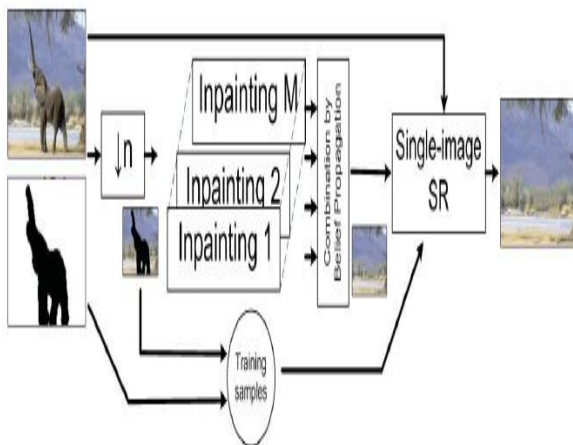 ↓n
Inpainting M
Inpainting 2
Inpainting 1
Combination by
Belief Propagation
Single-image
SR
Training
samples